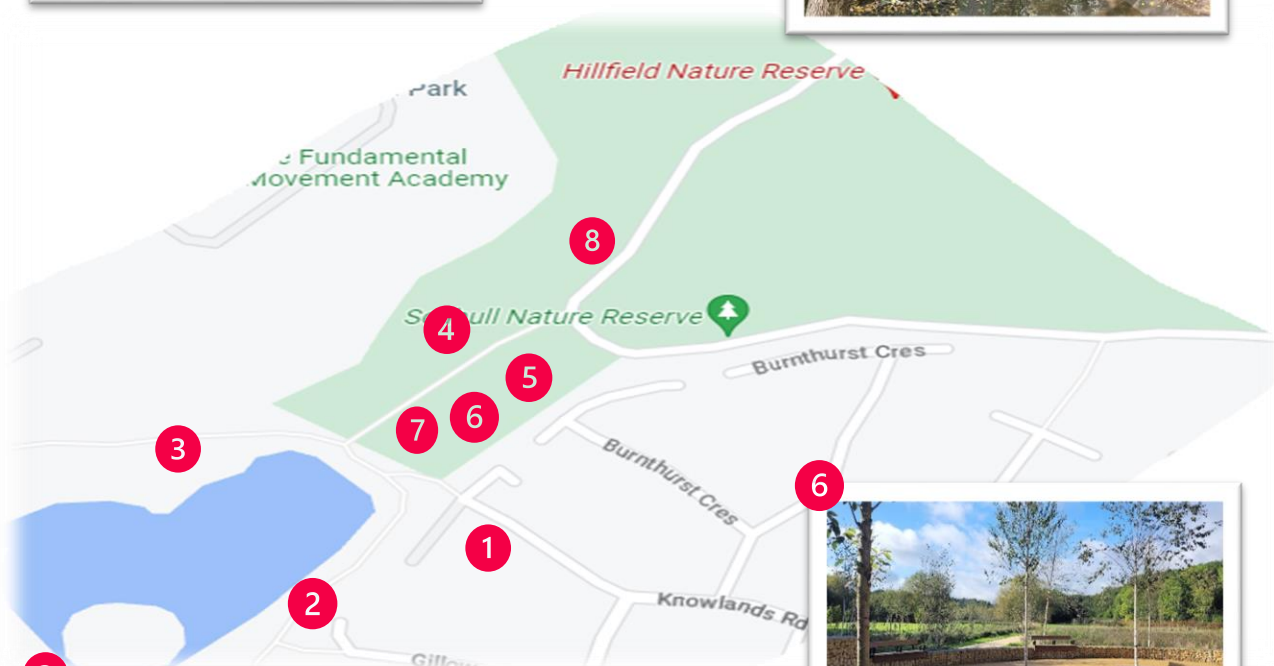 Hillfield Nature Reserve
Park
Fundamental
Movement Academy
8
4
Nature Reserve
Burnthurst Cres
5
6
7
3
Burnthurst Cres
6
1
2
Knowlands Rd